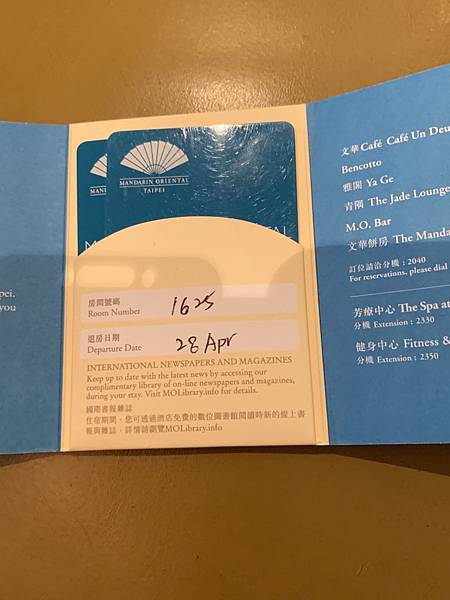 MANDARIN ORIENTAL
TAIPEI
房間號碼
Room Number
1625
退房日期
Departure Date
28 Apr
INTERNATIONAL NEWSPAPERS AND MAGAZINES
Keep up to date with the latest news by accessing our
complimentary library of on-line newspapers and magazines,
during your stay. Visit MOLibrary.info for details.
國際書報雜誌
住宿期間,您可透過酒店免費的數位圖書館閱讀時新的線上書
報與雜誌,詳情請瀏覽MOLibrary.info
文華Café Café Un Deu
Bencotto
雅閣 Ya Ge
青隅 The Jade Lounge
M.O. Bar
文華餅房 The Manda
訂位請洽分機:2040
For reservations, please dial
芳療中心 The Spa at
分機 Extension : 2330
健身中心 Fitness &
分機 Extension : 2350